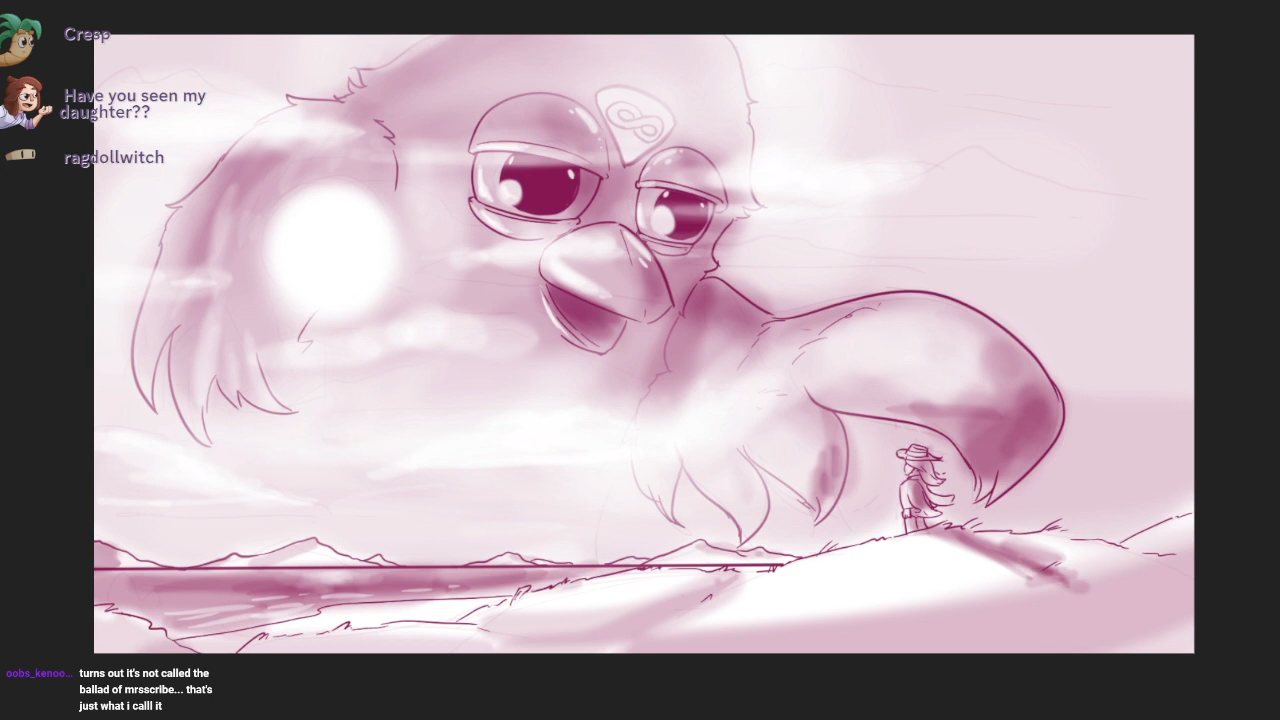 Cresp
Have you seen my
daughter??
ragdollwitch
oobs_kenoo... turns out it's not called the
ballad of mrsscribe... that's
just what i calll it